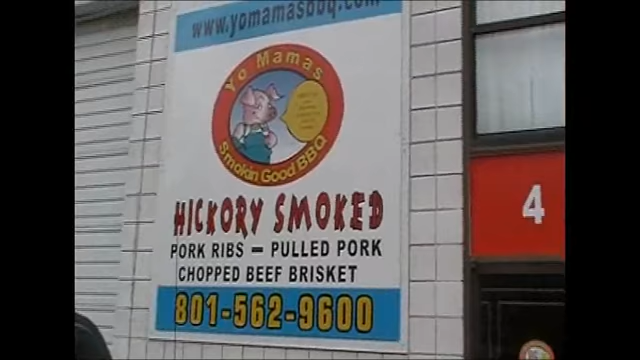 www.yomamasbbq.com
Yo Mamas
Smokin Good BBQ
HICKORY SMOKED
PORK RIBS – PULLED PORK
CHOPPED BEEF BRISKET
801-562-9600
4